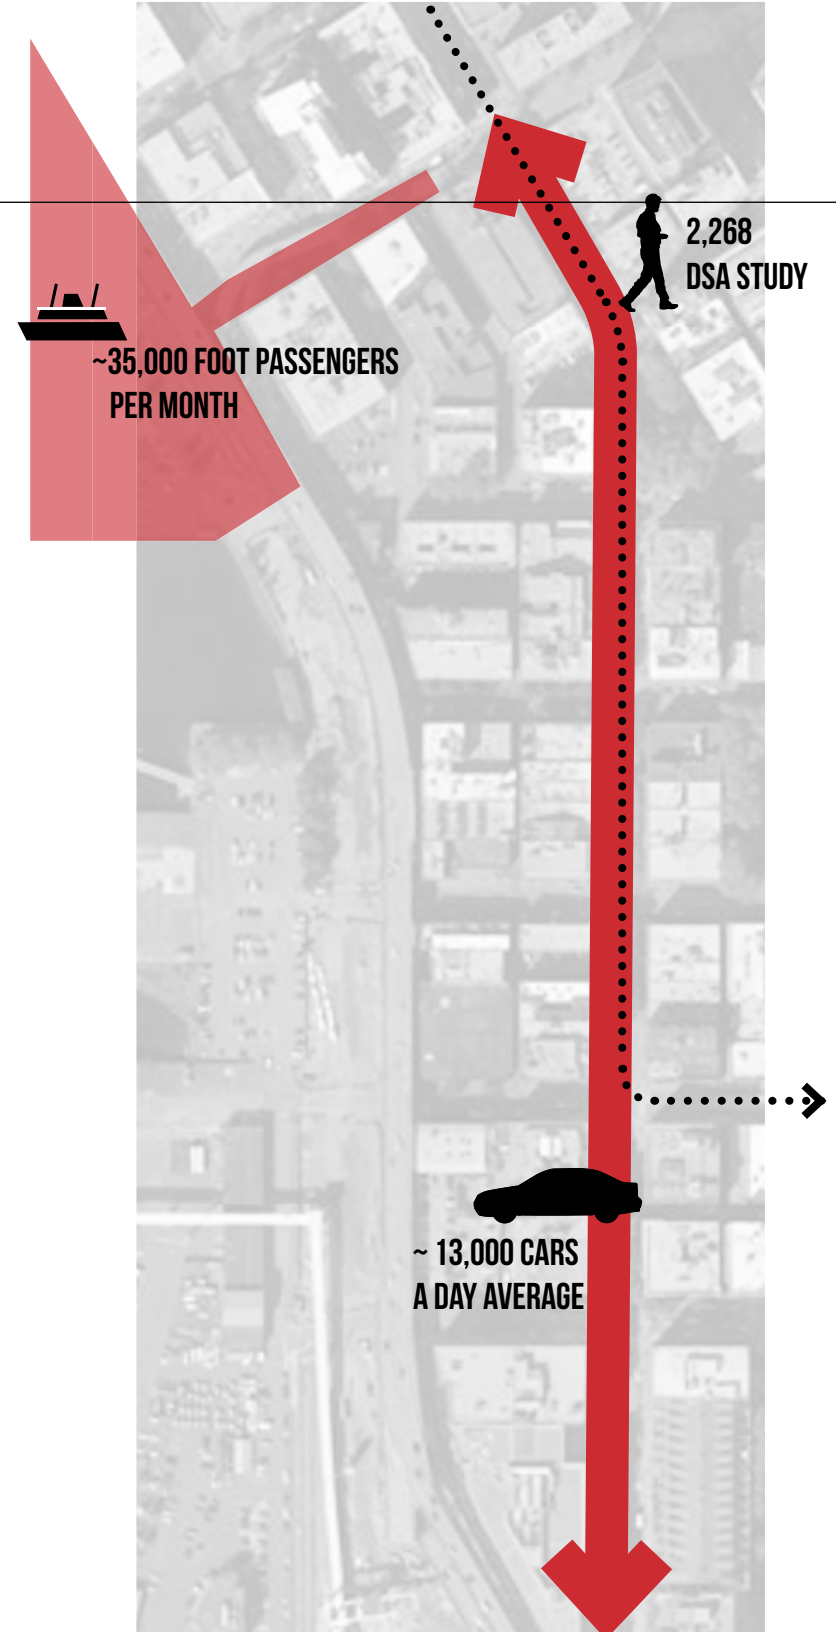 2,268
DSA STUDY
~35,000 FOOT PASSENGERS
PER MONTH
~ 13,000 CARS
A DAY AVERAGE